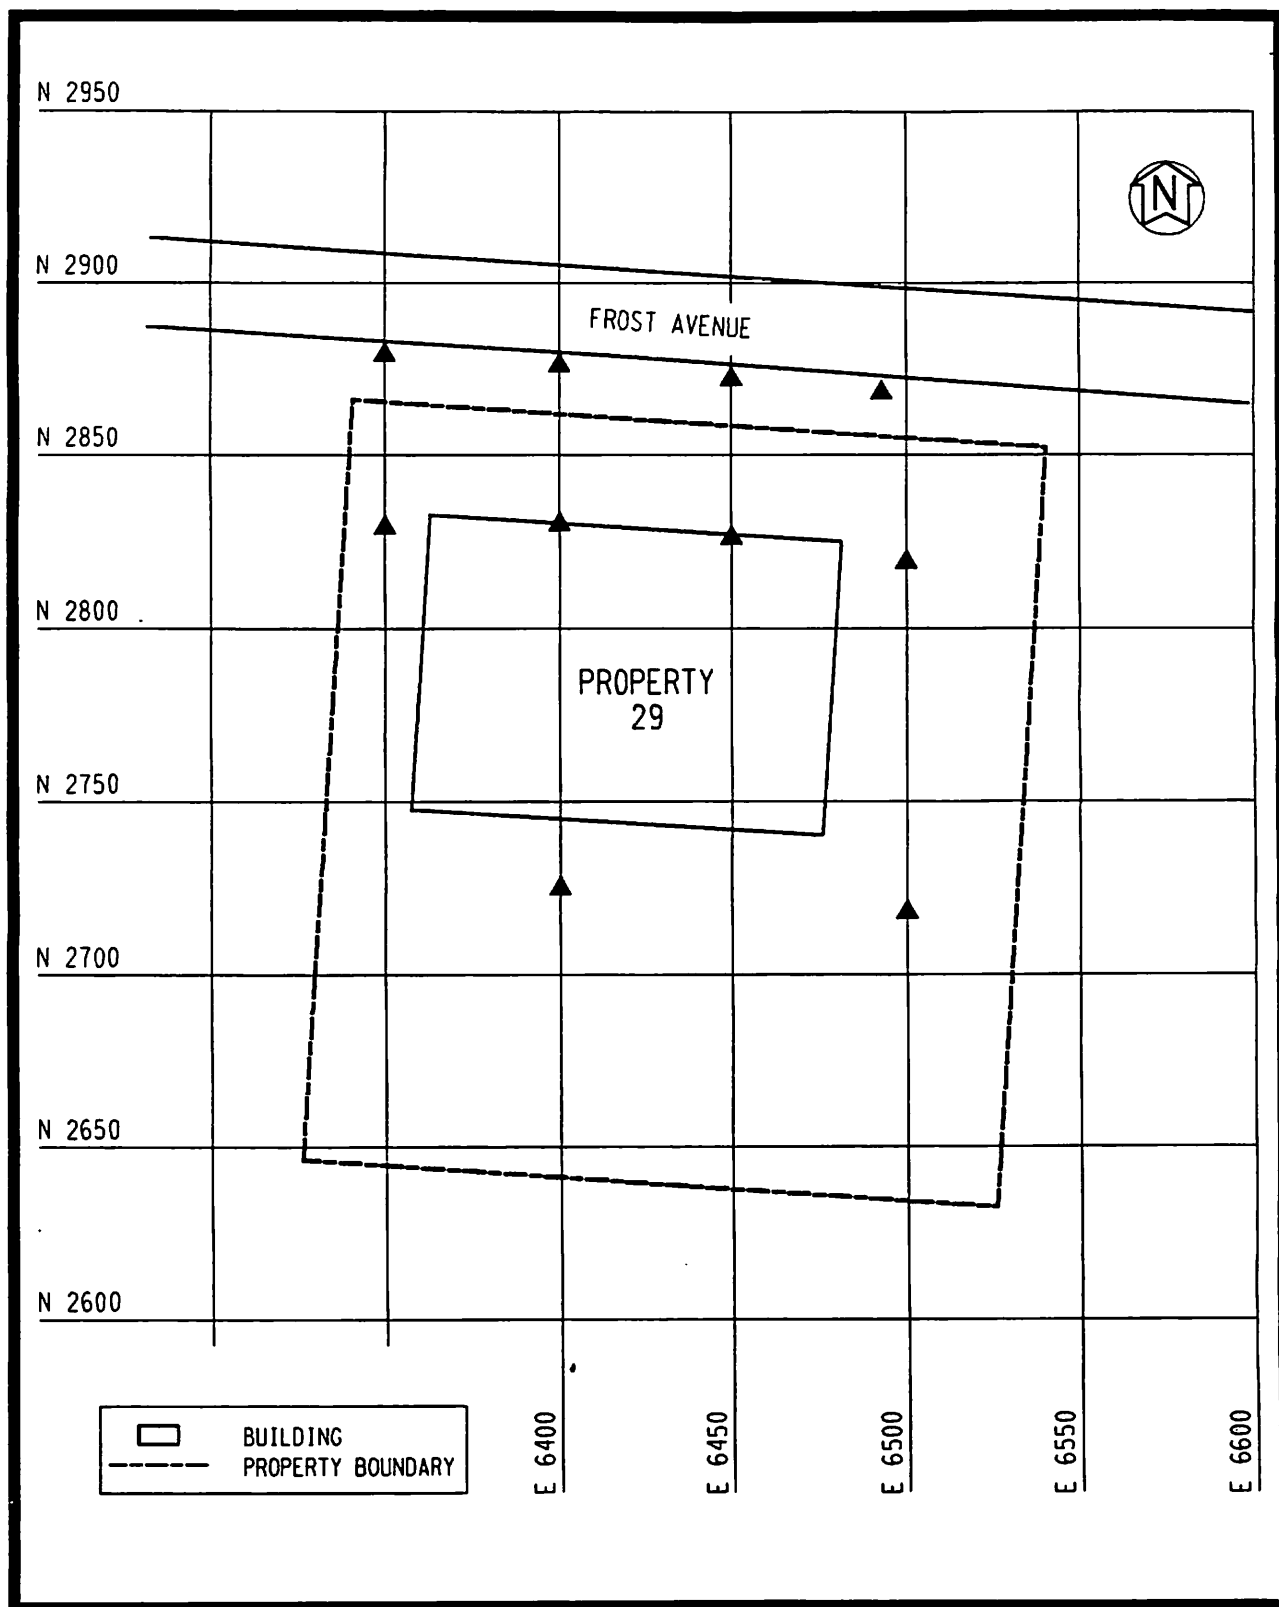 N 2950
N
N 2900
FROST AVENUE
N 2850
N 2800
PROPERTY
29
N 2750
N 2700
N 2650
N 2600
BUILDING
PROPERTY BOUNDARY
E 6400
E 6450
E 6500
E 6550
E 6600